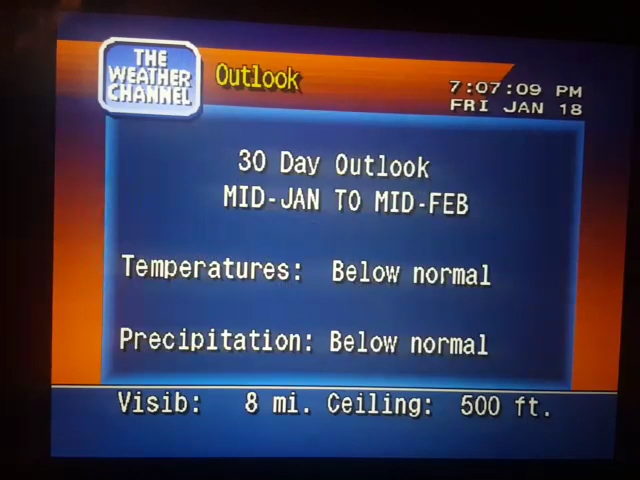 THE
WEATHER
CHANNEL
Outlook
7:07:09 PM
FRI JAN 18
30 Day Outlook
MID-JAN TO MID-FEB
Temperatures: Below normal
Precipitation: Below normal
Visib: 8 mi. Ceiling: 500 ft.